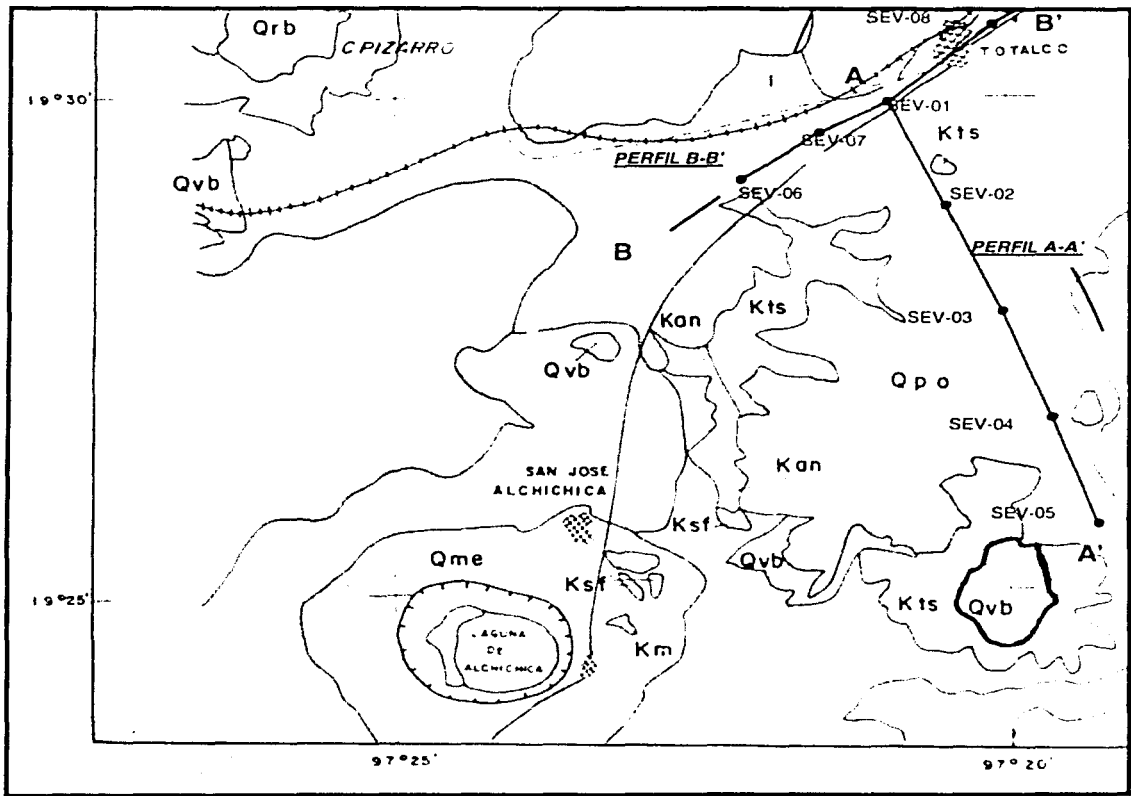 SEV-08
B'
Qrb
C PIZARRO
TOTALCO
A
I
19°30'
SEV-01
Kts
SEV-07
PERFIL B-B'
Qvb
SEV-06
SEV-02
B
PERFIL A-A'
Kan
Kts
SEV-03
Qvb
Qpo
SEV-04
Kan
SAN JOSE
ALCHICHICA
Ksf
SEV-05
A'
Qme
Qvb
Ksf
19°25'
Kts
Qvb
LAGUNA
DE
ALCHICHICA
Km
97°25'
97°20'